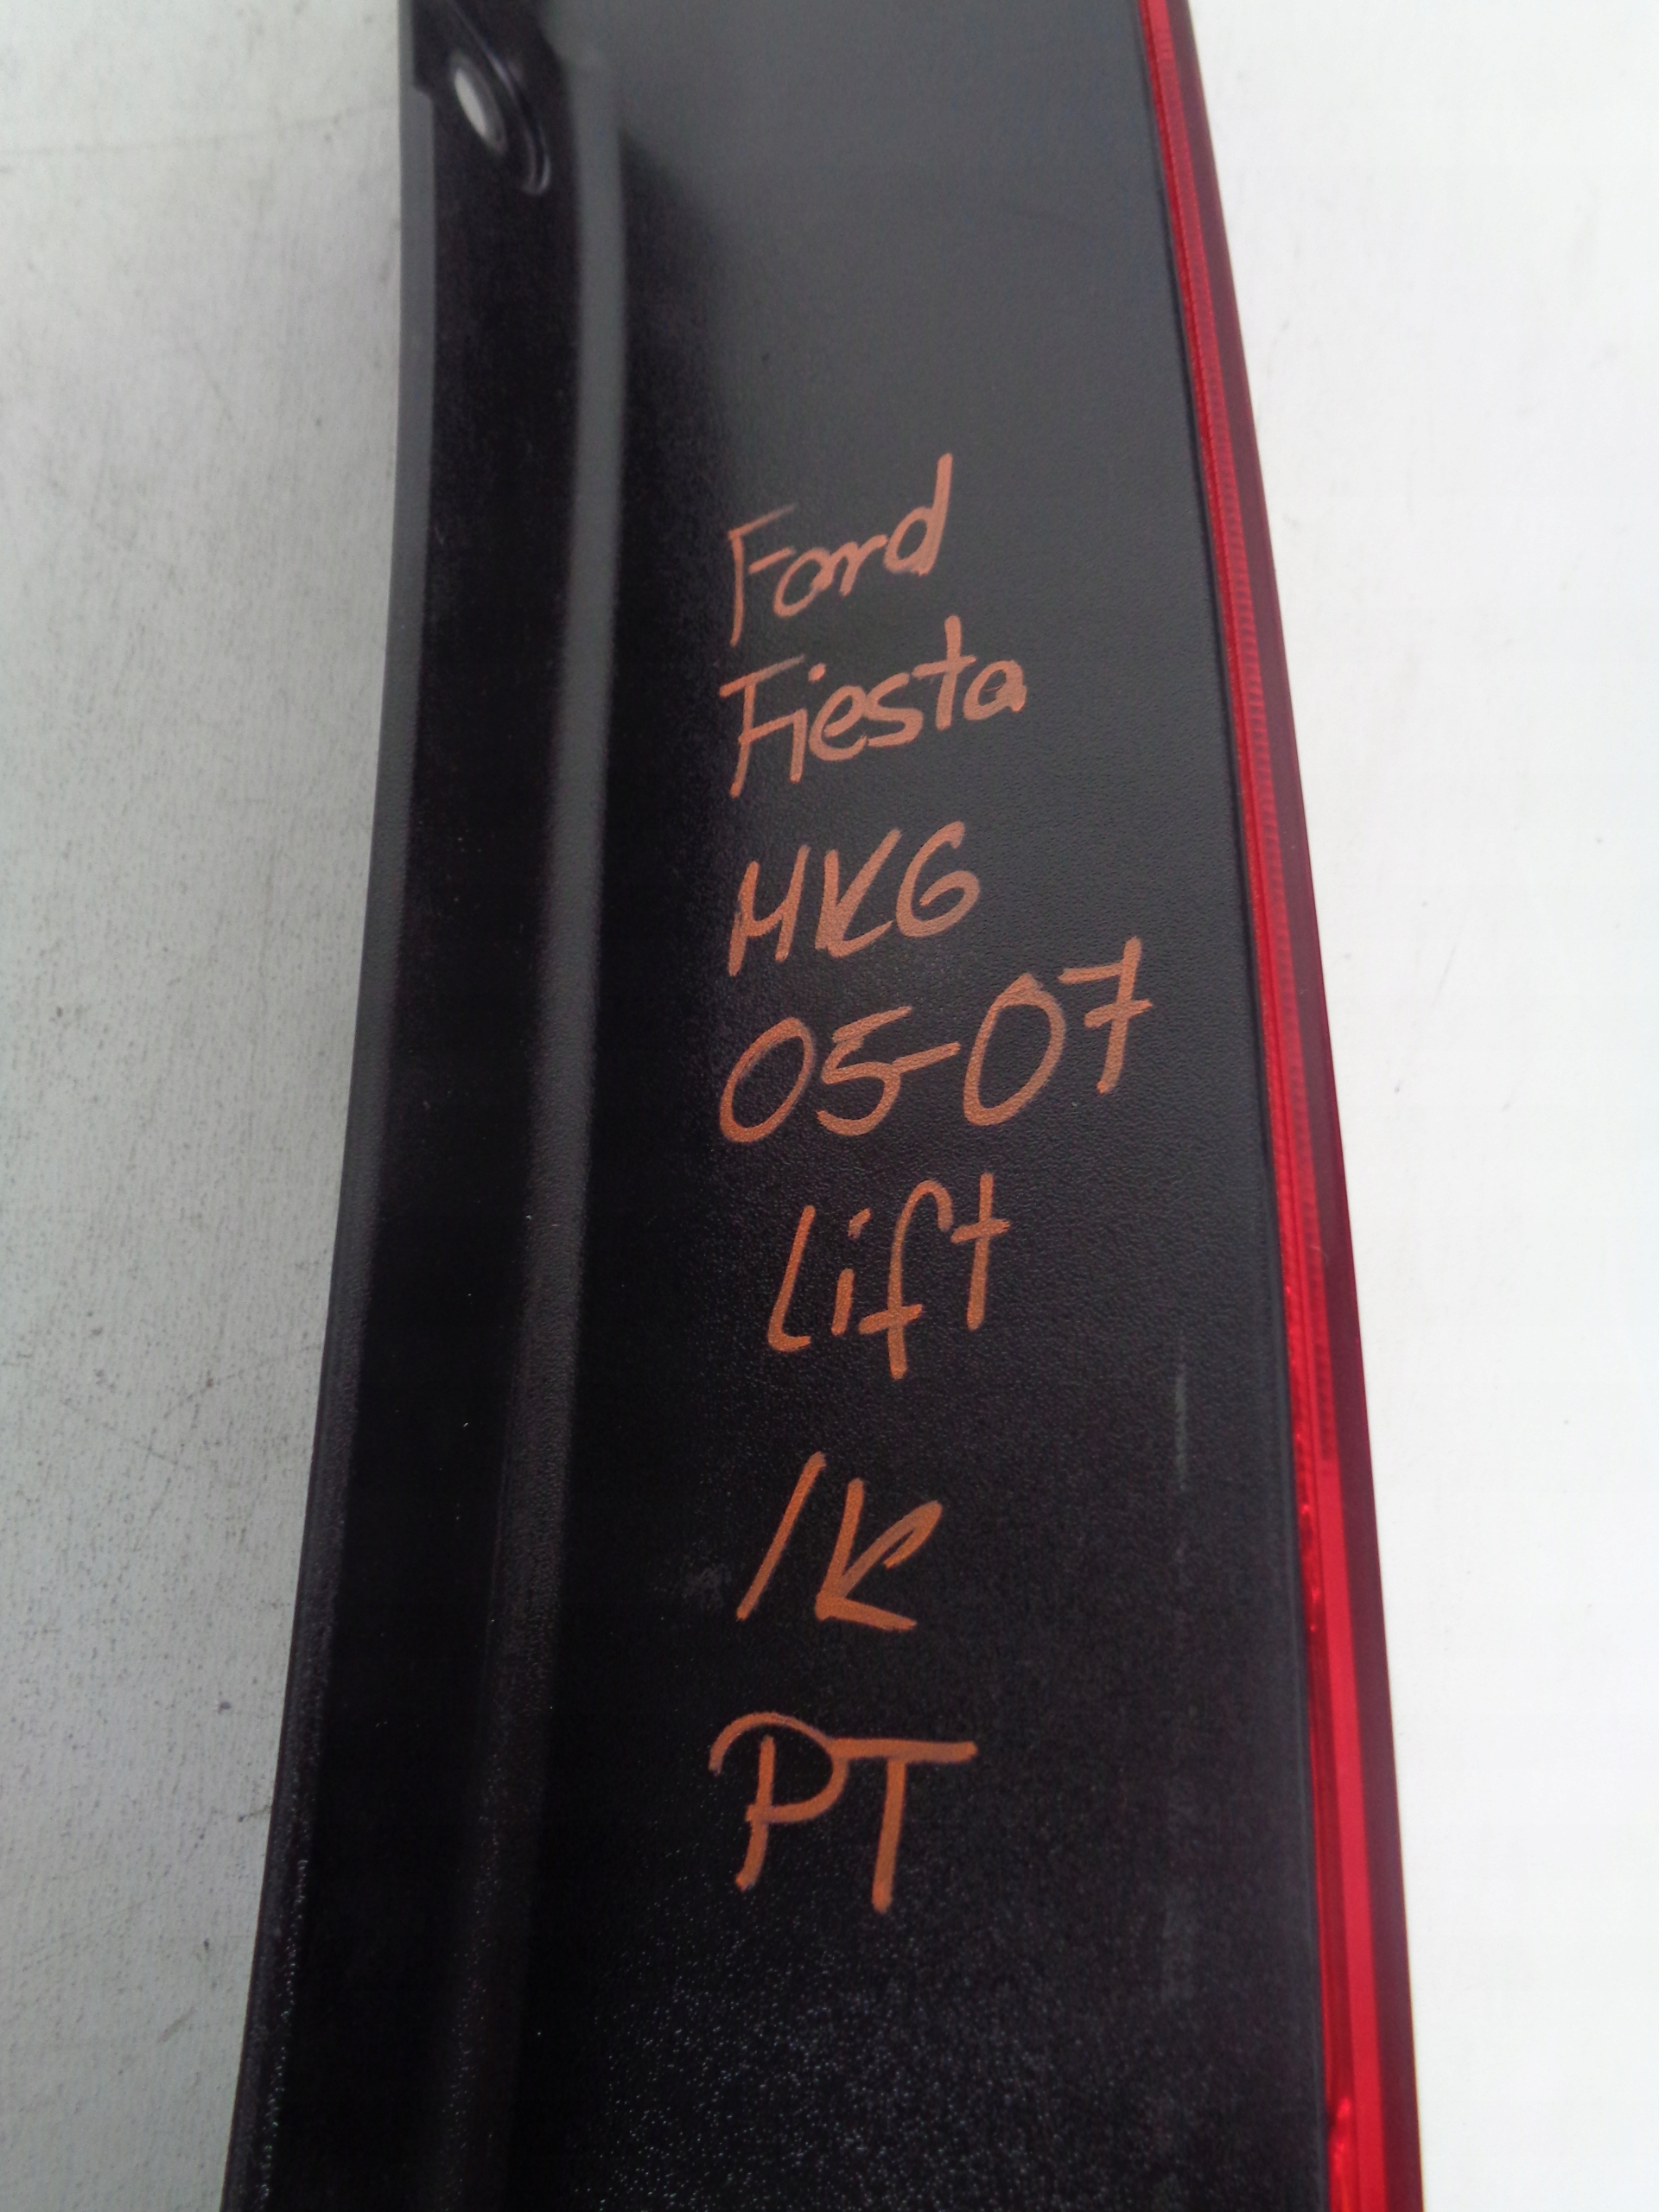 Ford
Fiesta
MK6
05-07
Lift
/K
PT